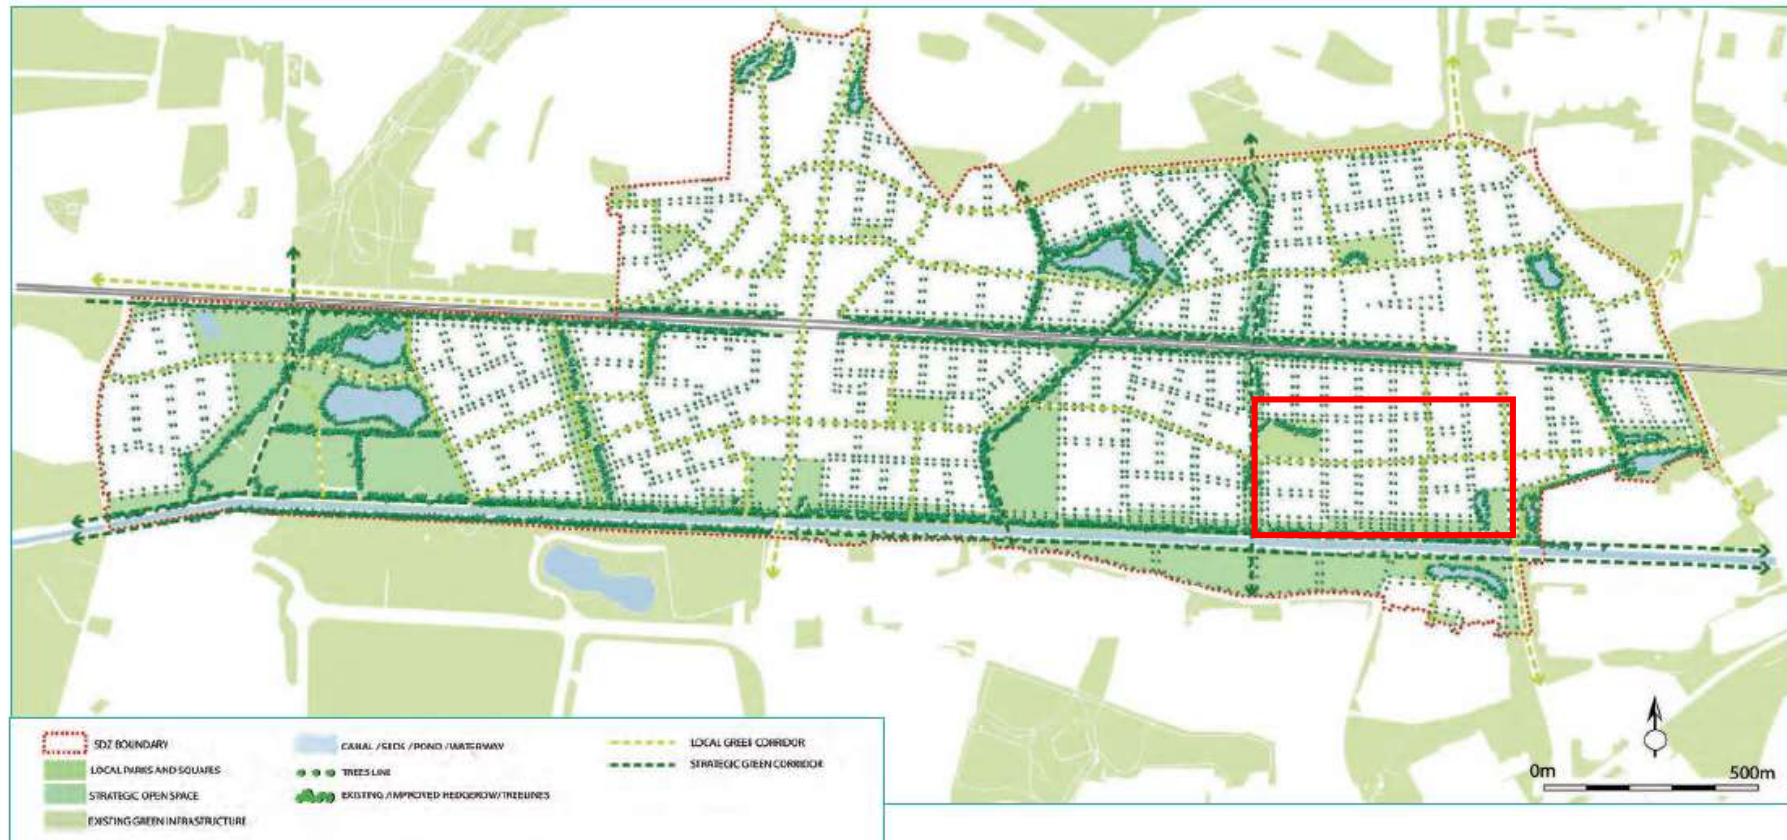 0m 500m
SDZ BOUNDARY
LOCAL PARKS AND SQUARES
STRATEGIC OPEN SPACE
EXISTING GREEN INFRASTRUCTURE
CANAL / SUDS / POND / WATERWAY
TREES LINE
EXISTING / IMPROVED HEDGEROW/TREELINES
LOCAL GREEN CORRIDOR
STRATEGIC GREEN CORRIDOR